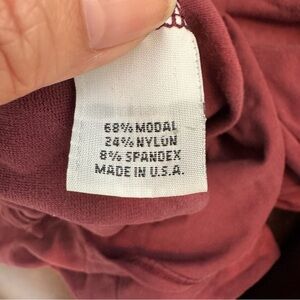 68% MODAL
24% NYLON
8% SPANDEX
MADE IN U.S.A.